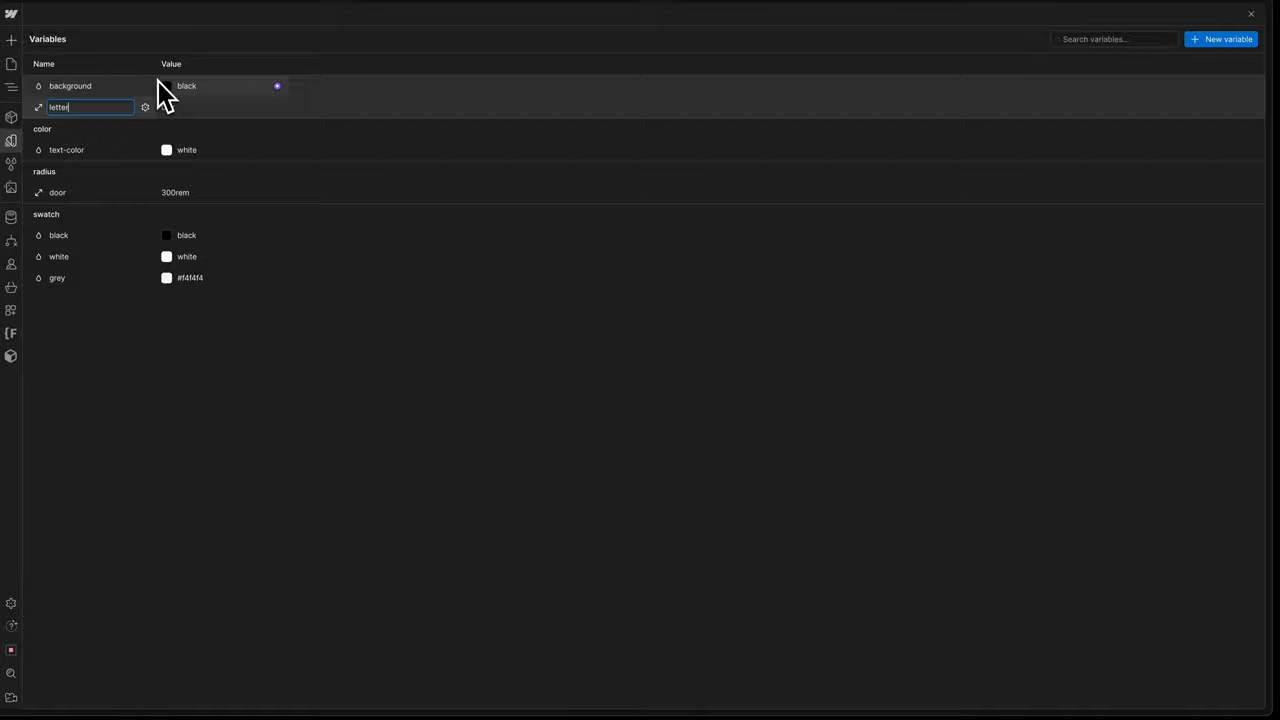 Variables
Search variables...
New variable
Name Value
background black
letter
color
text-color white
radius
door 300rem
swatch
black black
white white
grey #f4f4f4